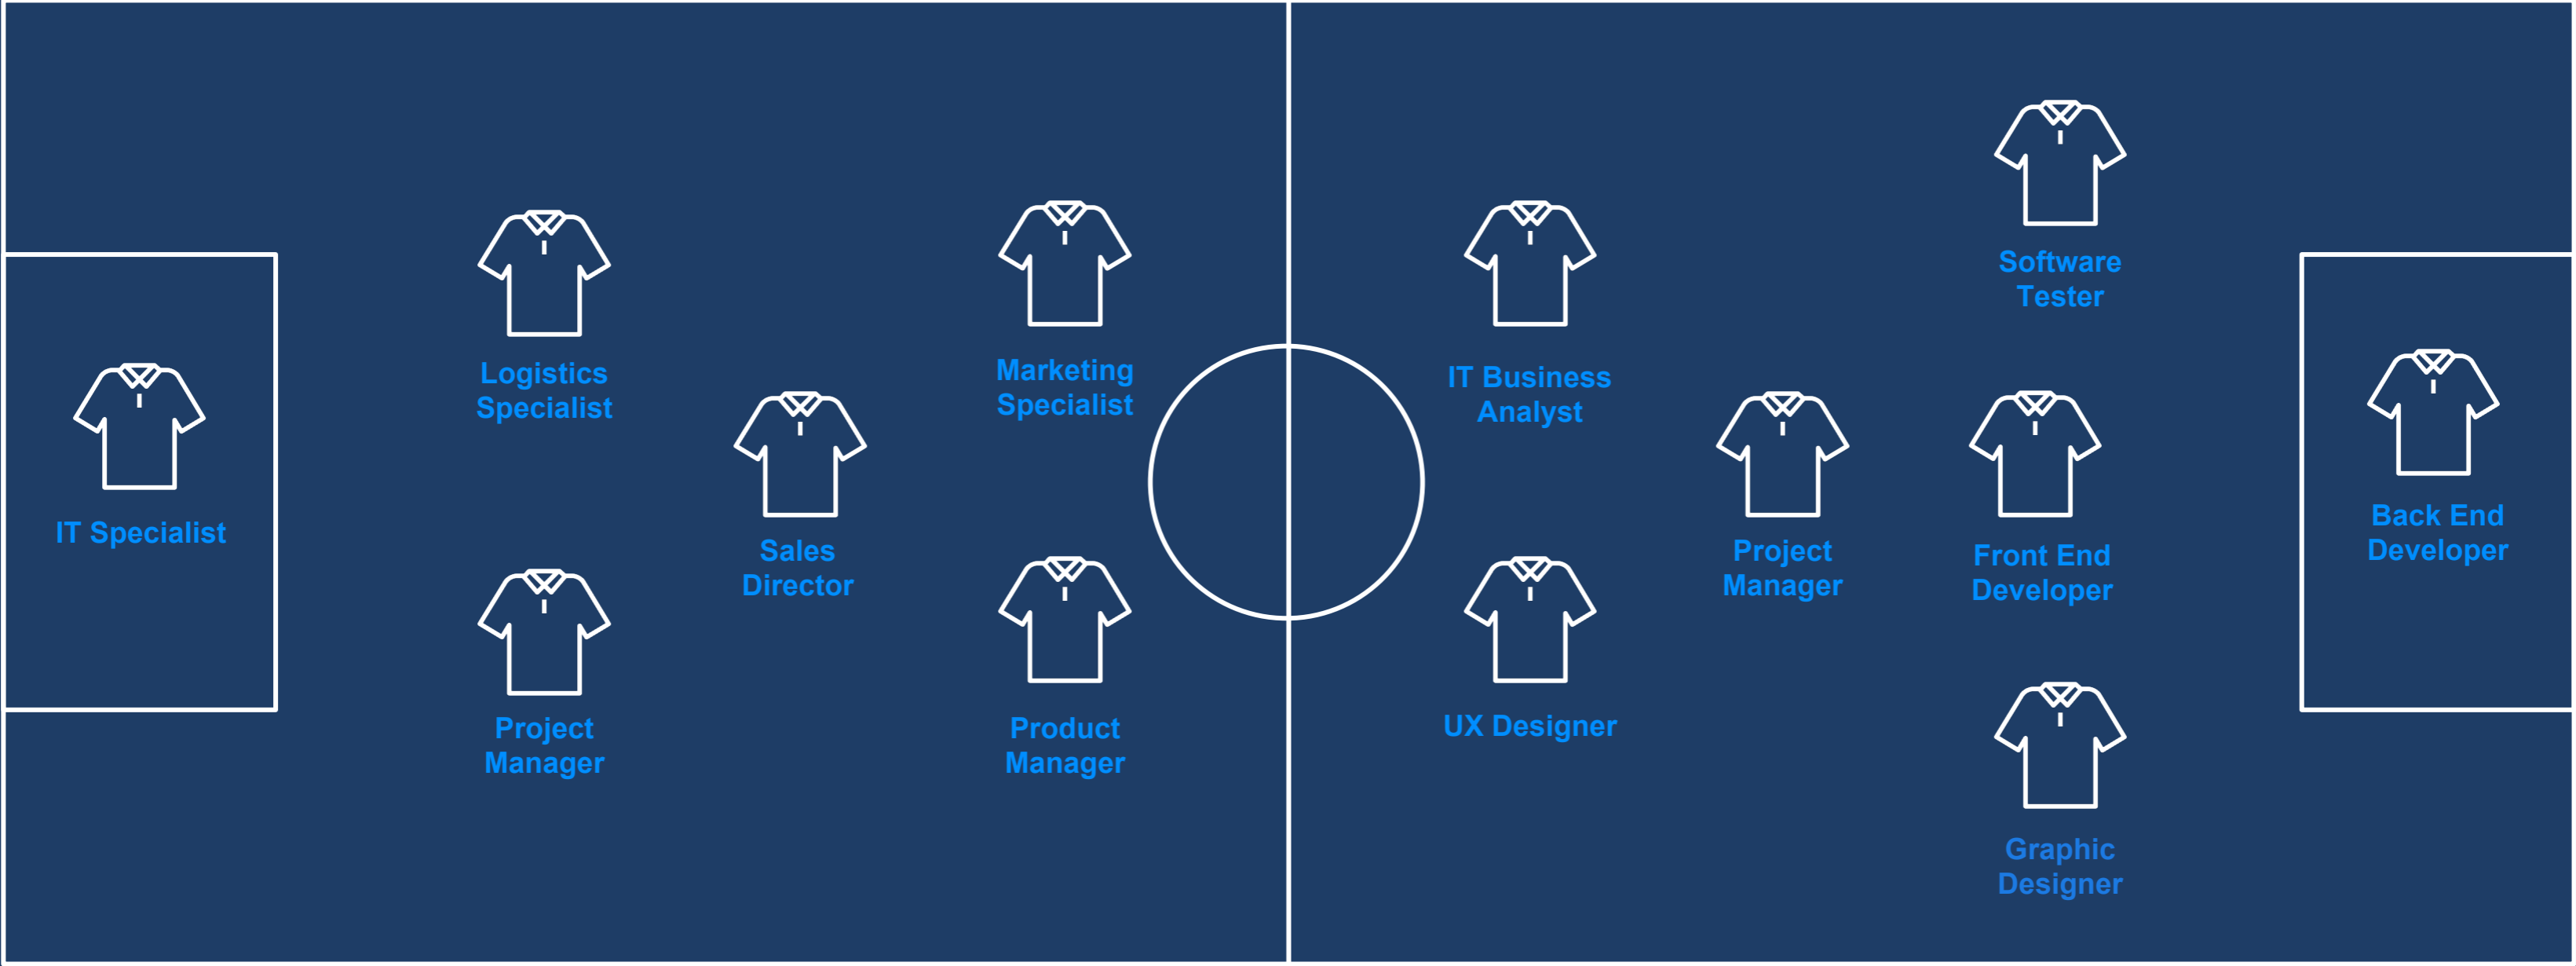 Software
Tester
Logistics
Specialist
Marketing
Specialist
IT Business
Analyst
IT Specialist
Sales
Director
Project
Manager
Front End
Developer
Back End
Developer
Project
Manager
Product
Manager
UX Designer
Graphic
Designer